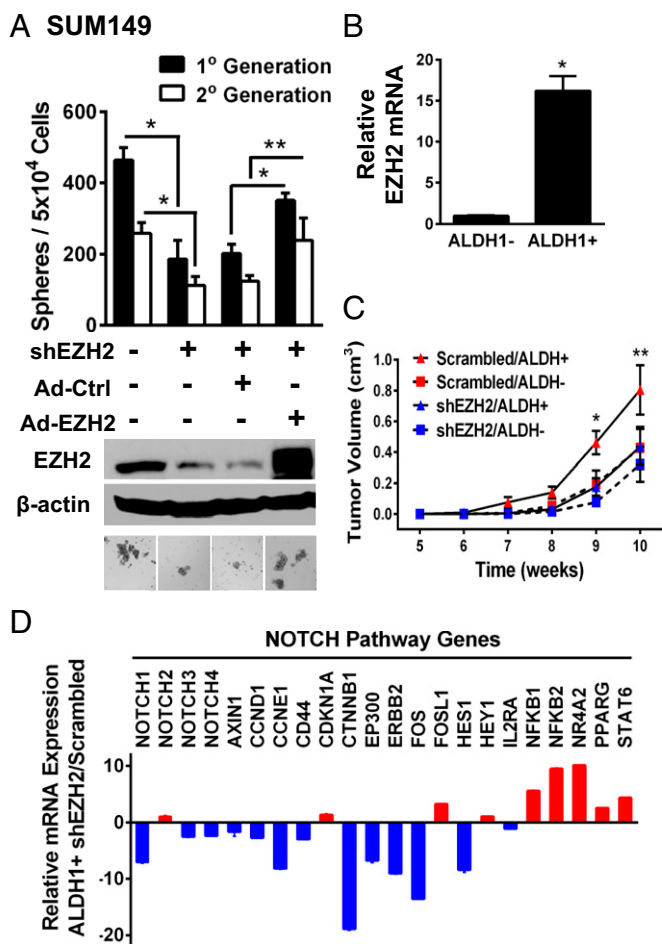 A SUM149
1° Generation
2° Generation
Spheres / 5x10⁴ Cells
600
400
200
0
*
*
*
**
shEZH2 - + + +
Ad-Ctrl - - + -
Ad-EZH2 - - - +
EZH2
β-actin
B
Relative
EZH2 mRNA
20
15
10
5
0
*
ALDH1- ALDH1+
C
Tumor Volume (cm³)
1.0
0.8
0.6
0.4
0.2
0.0
Scrambled/ALDH+
Scrambled/ALDH-
shEZH2/ALDH+
shEZH2/ALDH-
*
**
5 6 7 8 9 10
Time (weeks)
D
NOTCH Pathway Genes
Relative mRNA Expression
ALDH1+ shEZH2/Scrambled
NOTCH1
NOTCH2
NOTCH3
NOTCH4
AXIN1
CCND1
CCNE1
CD44
CDKN1A
CTNNB1
EP300
ERBB2
FOS
FOSL1
HES1
HEY1
IL2RA
NFKB1
NFKB2
NR4A2
PPARG
STAT6
10
0
-10
-20